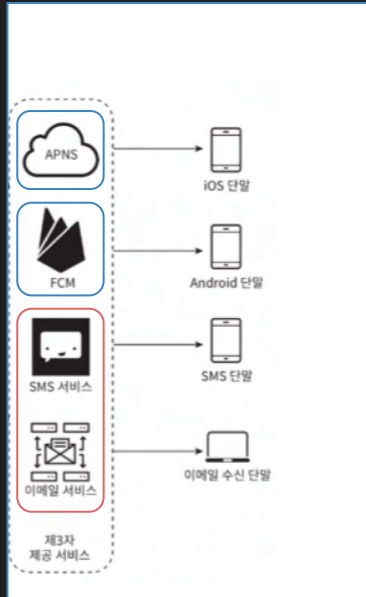 APNS
iOS 단말
FCM
Android 단말
SMS 서비스
SMS 단말
이메일 서비스
이메일 수신 단말
제3자
제공 서비스